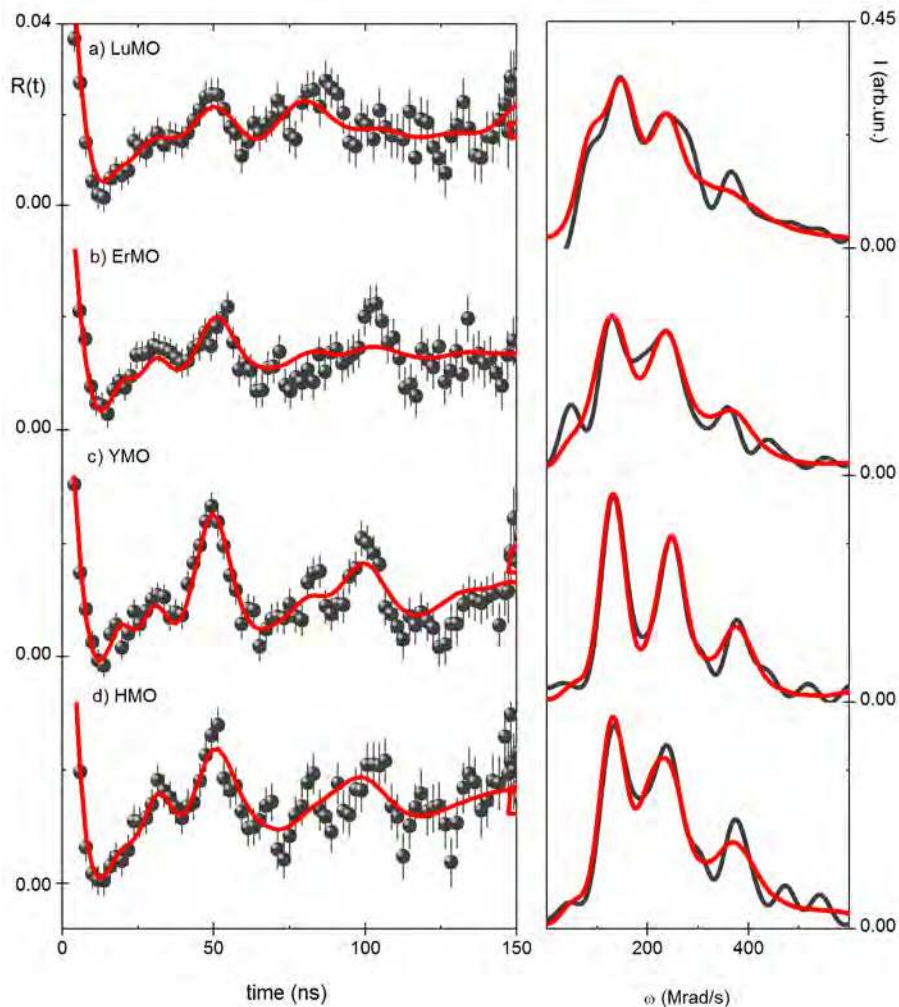 0.04
R(t)
a) LuMO
0.00
b) ErMO
0.00
c) YMO
0.00
d) HMO
0.00
0 50 100 150
time (ns)
0.45
I (arb.um.)
0.00
0.00
0.00
0.00
200 400
ω (Mrad/s)